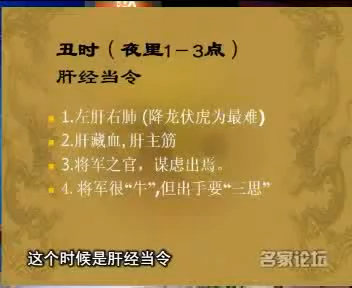 丑时（夜里1-3点）
肝经当令
1.左肝右肺 (降龙伏虎为最难)
2.肝藏血,肝主筋
3.将军之官，谋虑出焉。
4.将军很“牛”,但出手要“三思”
这个时候是肝经当令
名家论坛